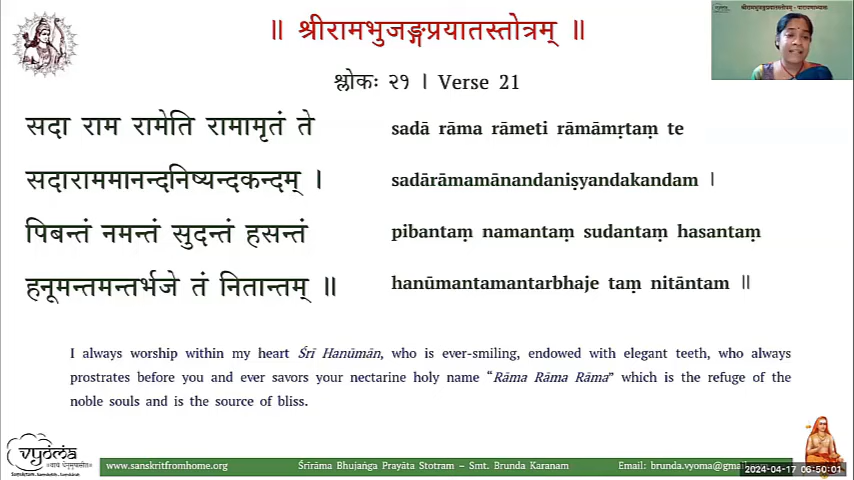 ॥ श्रीरामभुजङ्गप्रयातस्तोत्रम् ॥
श्लोकः २१ । Verse 21
सदा राम रामेति रामामृतं ते
सदाराममानन्दनिष्यन्दकन्दम् ।
पिबन्तं नमन्तं सुदन्तं हसन्तं
हनूमन्तमन्तर्भजे तं नितान्तम् ॥
sadā rāma rāmeti rāmāmṛtaṃ te
sadārāmamānandaniṣyandakandam ।
pibantaṃ namantaṃ sudantaṃ hasantaṃ
hanūmantamantarbhaje taṃ nitāntam ॥
I always worship within my heart Śrī Hanūmān, who is ever-smiling, endowed with elegant teeth, who always
prostrates before you and ever savors your nectarine holy name “Rāma Rāma Rāma” which is the refuge of the
noble souls and is the source of bliss.
vyoma
www.sanskritfromhome.org
Śrīrāma Bhujaṅga Prayāta Stotram – Smt. Brunda Karanam
Email: brunda.vyoma@gmail
2024-04-17 06:50:01